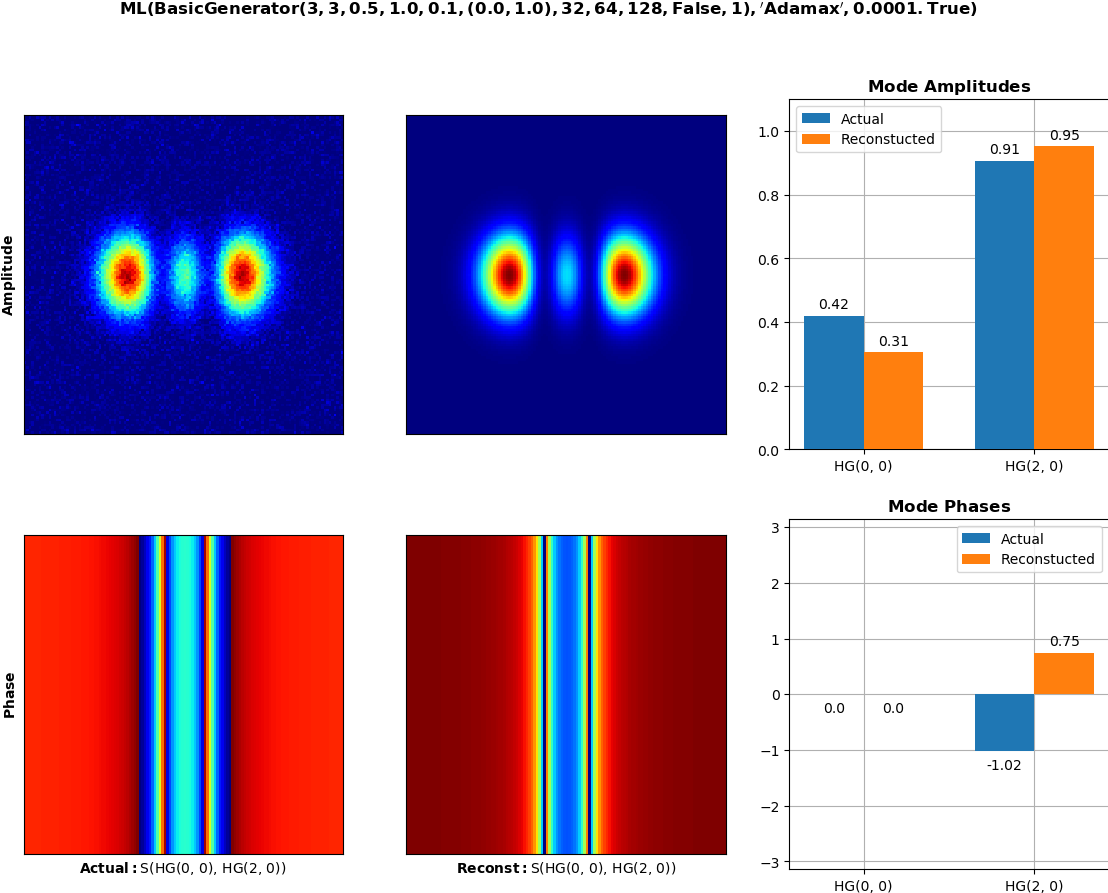 ML(BasicGenerator(3, 3, 0.5, 1.0, 0.1, (0.0, 1.0), 32, 64, 128, False, 1), 'Adamax', 0.0001. True)
Mode Amplitudes
Actual
Reconstucted
1.0
0.8
0.6
0.4
0.2
0.0
0.42
0.31
0.91
0.95
HG(0, 0)
HG(2, 0)
Amplitude
Mode Phases
Actual
Reconstucted
3
2
1
0
−1
−2
−3
0.0
0.0
-1.02
0.75
HG(0, 0)
HG(2, 0)
Phase
Actual: S(HG(0, 0), HG(2, 0))
Reconst: S(HG(0, 0), HG(2, 0))